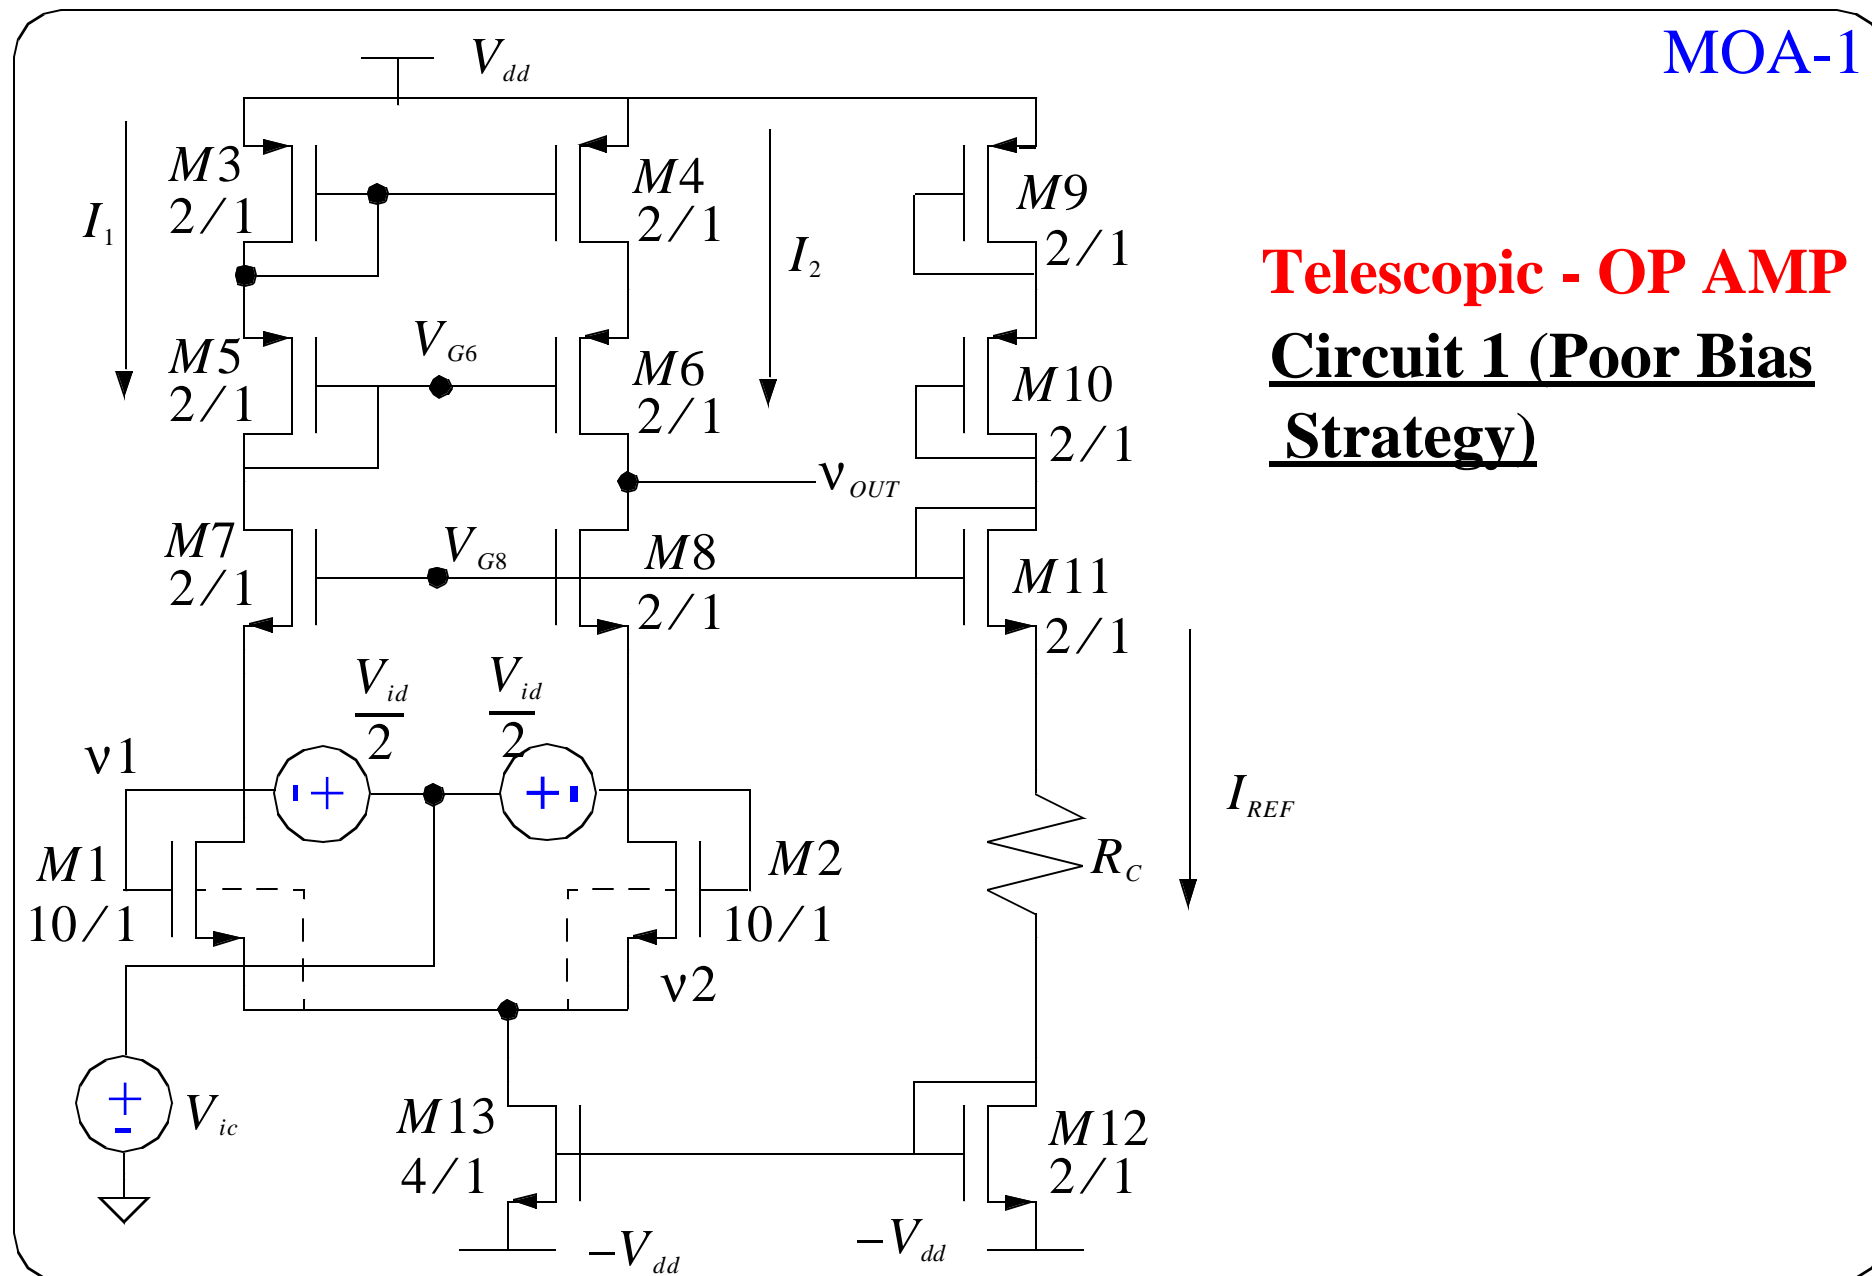 MOA-1
V_dd
M3
2/1
M4
2/1
M9
2/1
I_1
I_2
Telescopic - OP AMP
Circuit 1 (Poor Bias
Strategy)
M5
2/1
V_G6
M6
2/1
M10
2/1
ν_OUT
M7
2/1
V_G8
M8
2/1
M11
2/1
V_id
2
V_id
2
ν1
- +
+ -
I_REF
M1
10/1
M2
10/1
R_C
ν2
+
-
V_ic
M13
4/1
M12
2/1
−V_dd
−V_dd